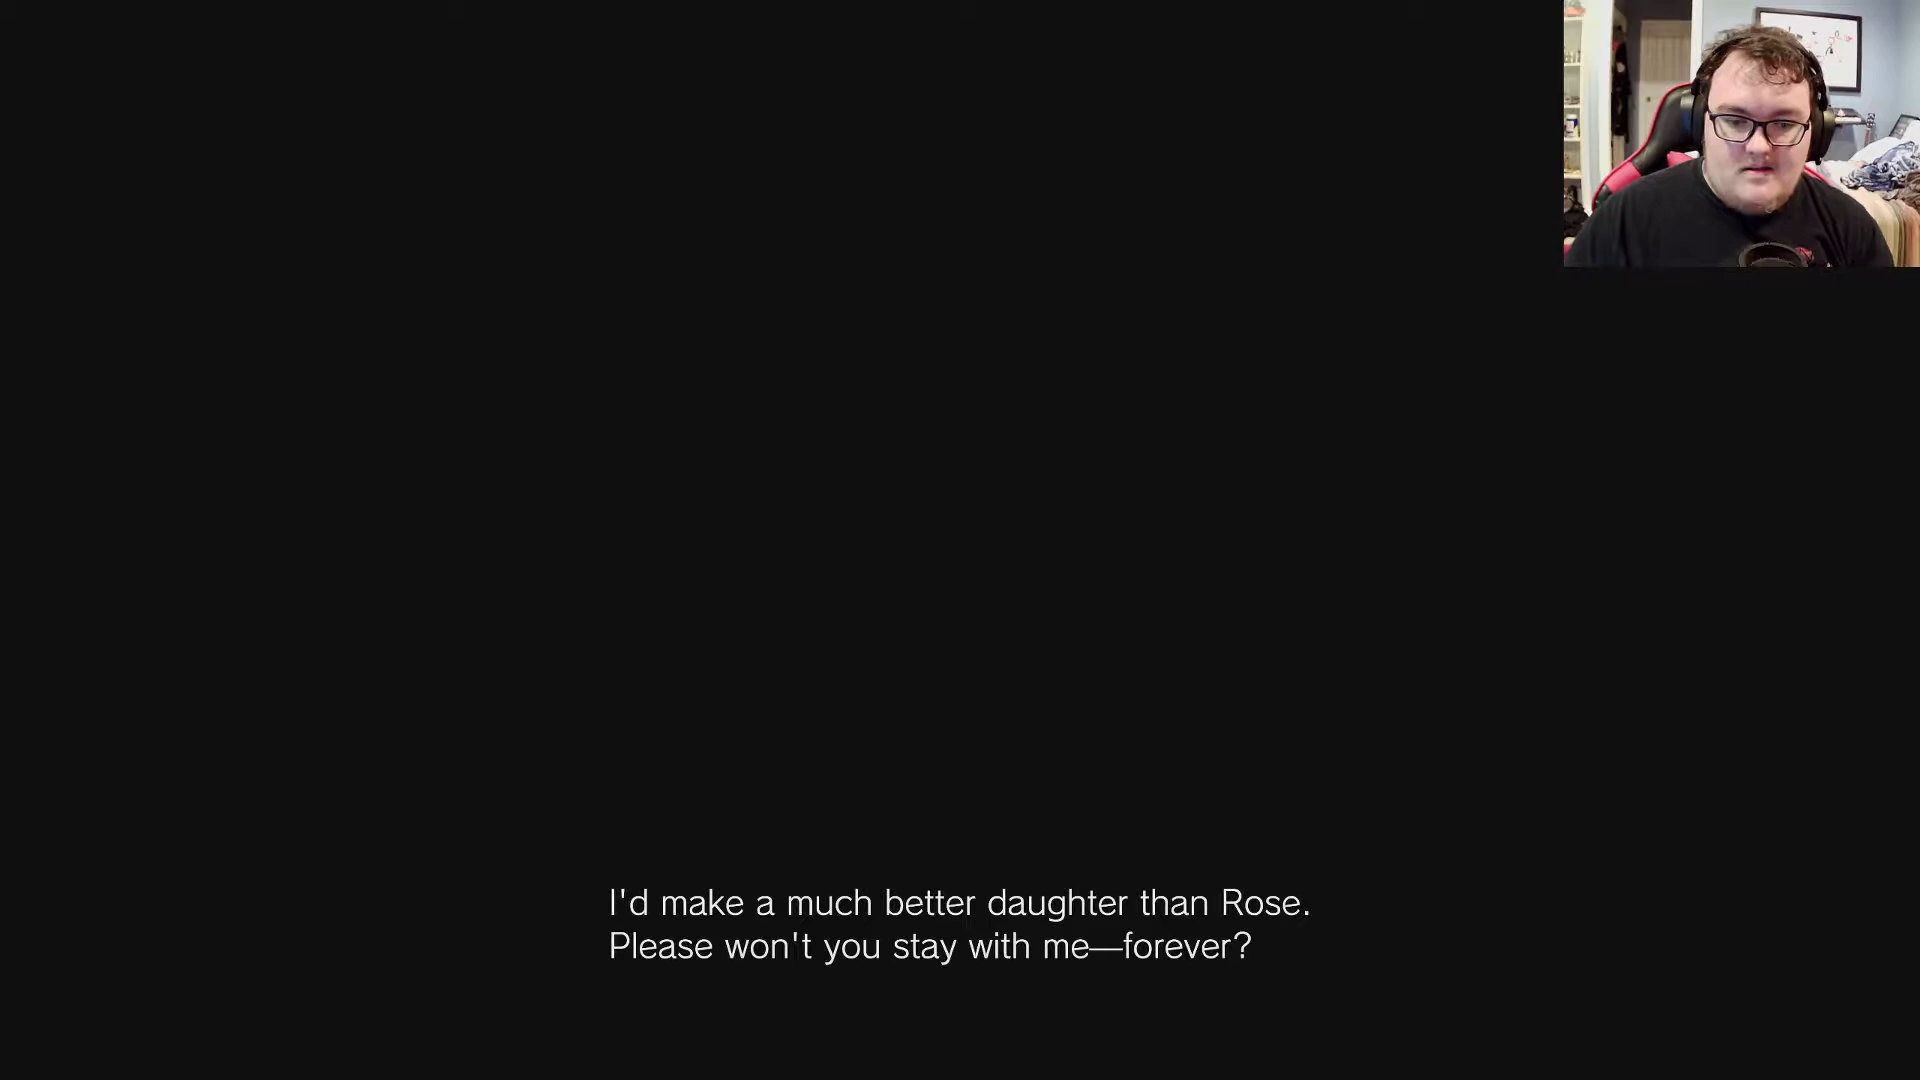 I'd make a much better daughter than Rose.
Please won't you stay with me—forever?